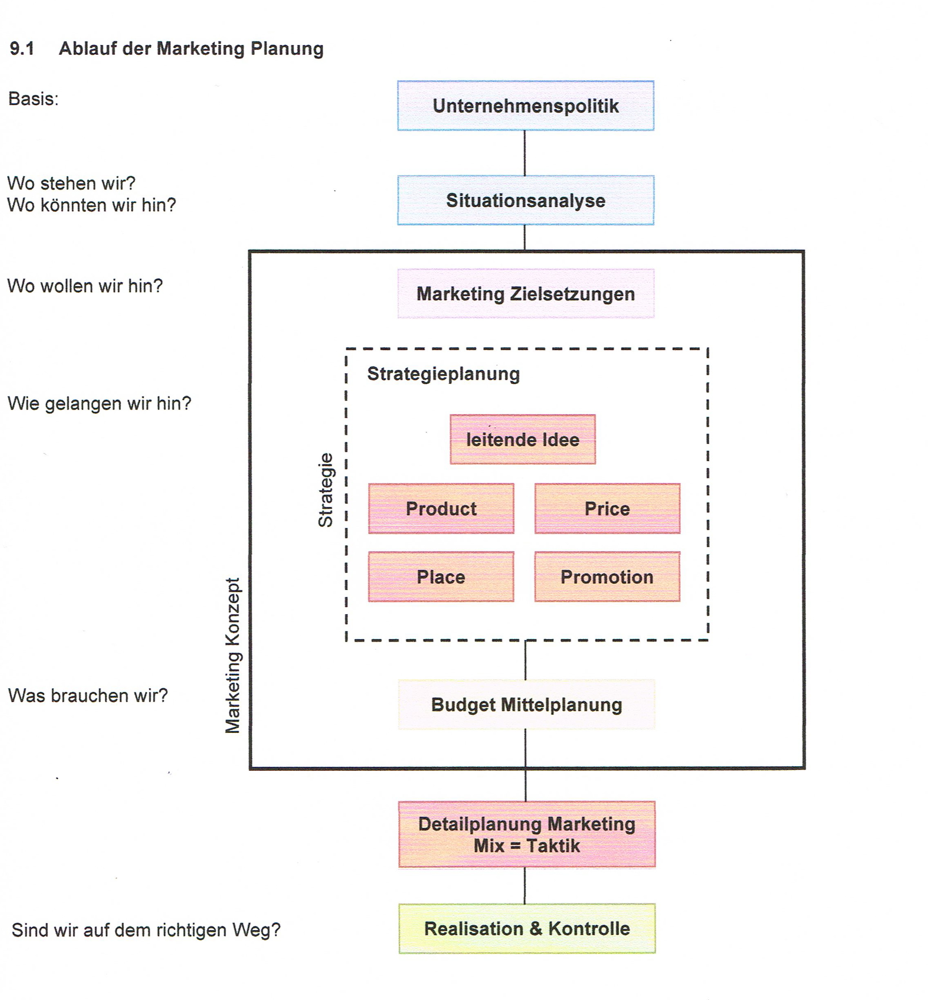 9.1 Ablauf der Marketing Planung
Basis:
Unternehmenspolitik
Wo stehen wir?
Wo könnten wir hin?
Situationsanalyse
Wo wollen wir hin?
Marketing Zielsetzungen
Strategieplanung
Wie gelangen wir hin?
leitende Idee
Strategie
Product
Price
Place
Promotion
Marketing Konzept
Was brauchen wir?
Budget Mittelplanung
Detailplanung Marketing
Mix = Taktik
Sind wir auf dem richtigen Weg?
Realisation & Kontrolle